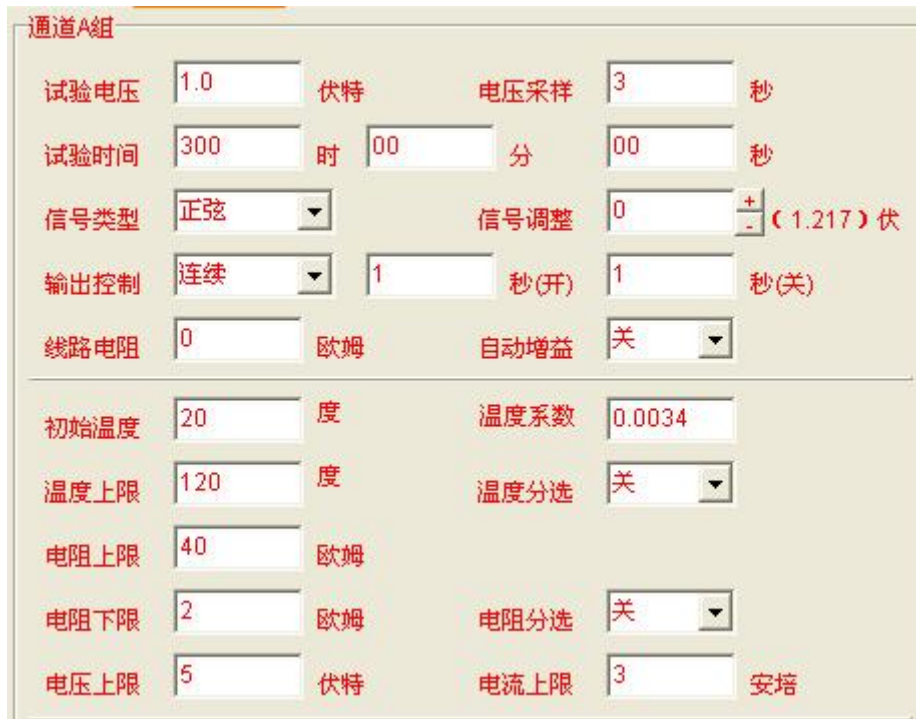 通道A组
试验电压 1.0 伏特 电压采样 3 秒
试验时间 300 时 00 分 00 秒
信号类型 正弦 信号调整 0 + - (1.217)伏
输出控制 连续 1 秒(开) 1 秒(关)
线路电阻 0 欧姆 自动增益 关
初始温度 20 度 温度系数 0.0034
温度上限 120 度 温度分选 关
电阻上限 40 欧姆
电阻下限 2 欧姆 电阻分选 关
电压上限 5 伏特 电流上限 3 安培